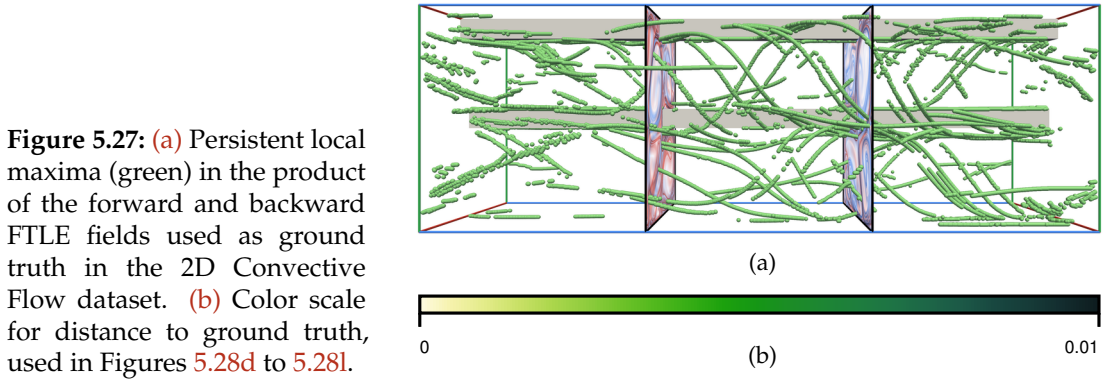 Figure 5.27: (a) Persistent local
maxima (green) in the product
of the forward and backward
FTLE fields used as ground
truth in the 2D Convective
Flow dataset. (b) Color scale
for distance to ground truth,
used in Figures 5.28d to 5.28l.
(a)
0
0.01
(b)